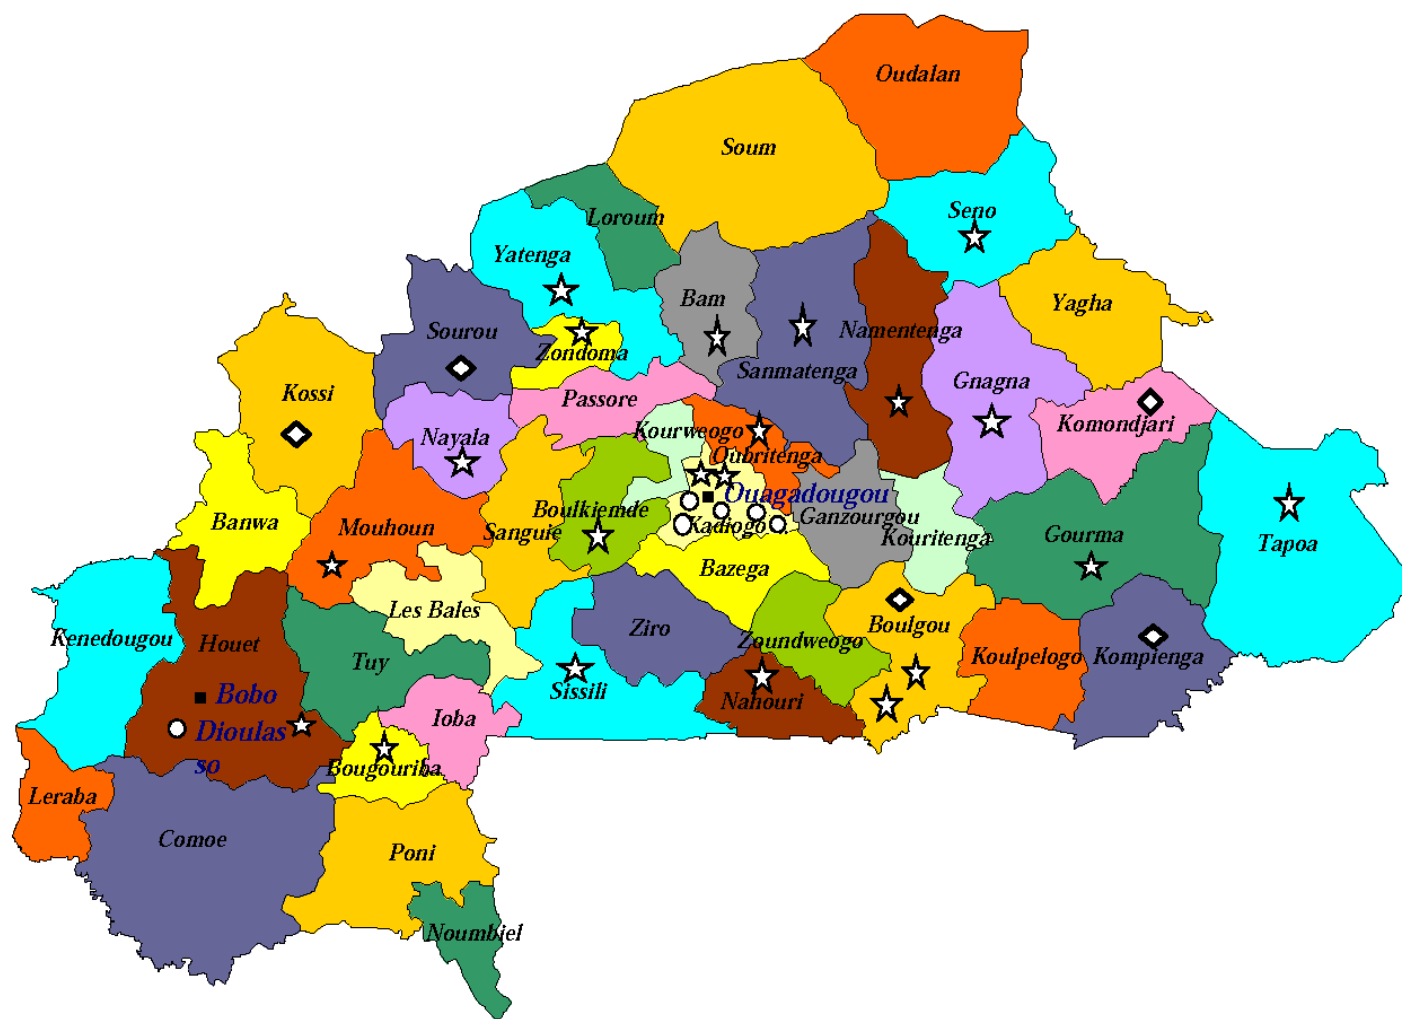 Oudalan
Soum
Seno
Loroum
Yatenga
Bam
Yagha
Sourou
Namentenga
Zondoma
Sanmatenga
Gnagna
Kossi
Passore
Komondjari
Kourweogo
Nayala
Oubritenga
Ouagadougou
Banwa
Mouhoun
Sanguie
Boulkiemde
Kadiogo
Ganzourgou
Kouritenga
Gourma
Tapoa
Bazega
Les Bales
Kenedougou
Houet
Ziro
Zoundweogo
Boulgou
Koulpelogo
Kompienga
Tuy
Sissili
Nahouri
Bobo
Dioulas
so
Ioba
Bougouriba
Leraba
Comoe
Poni
Noumbiel